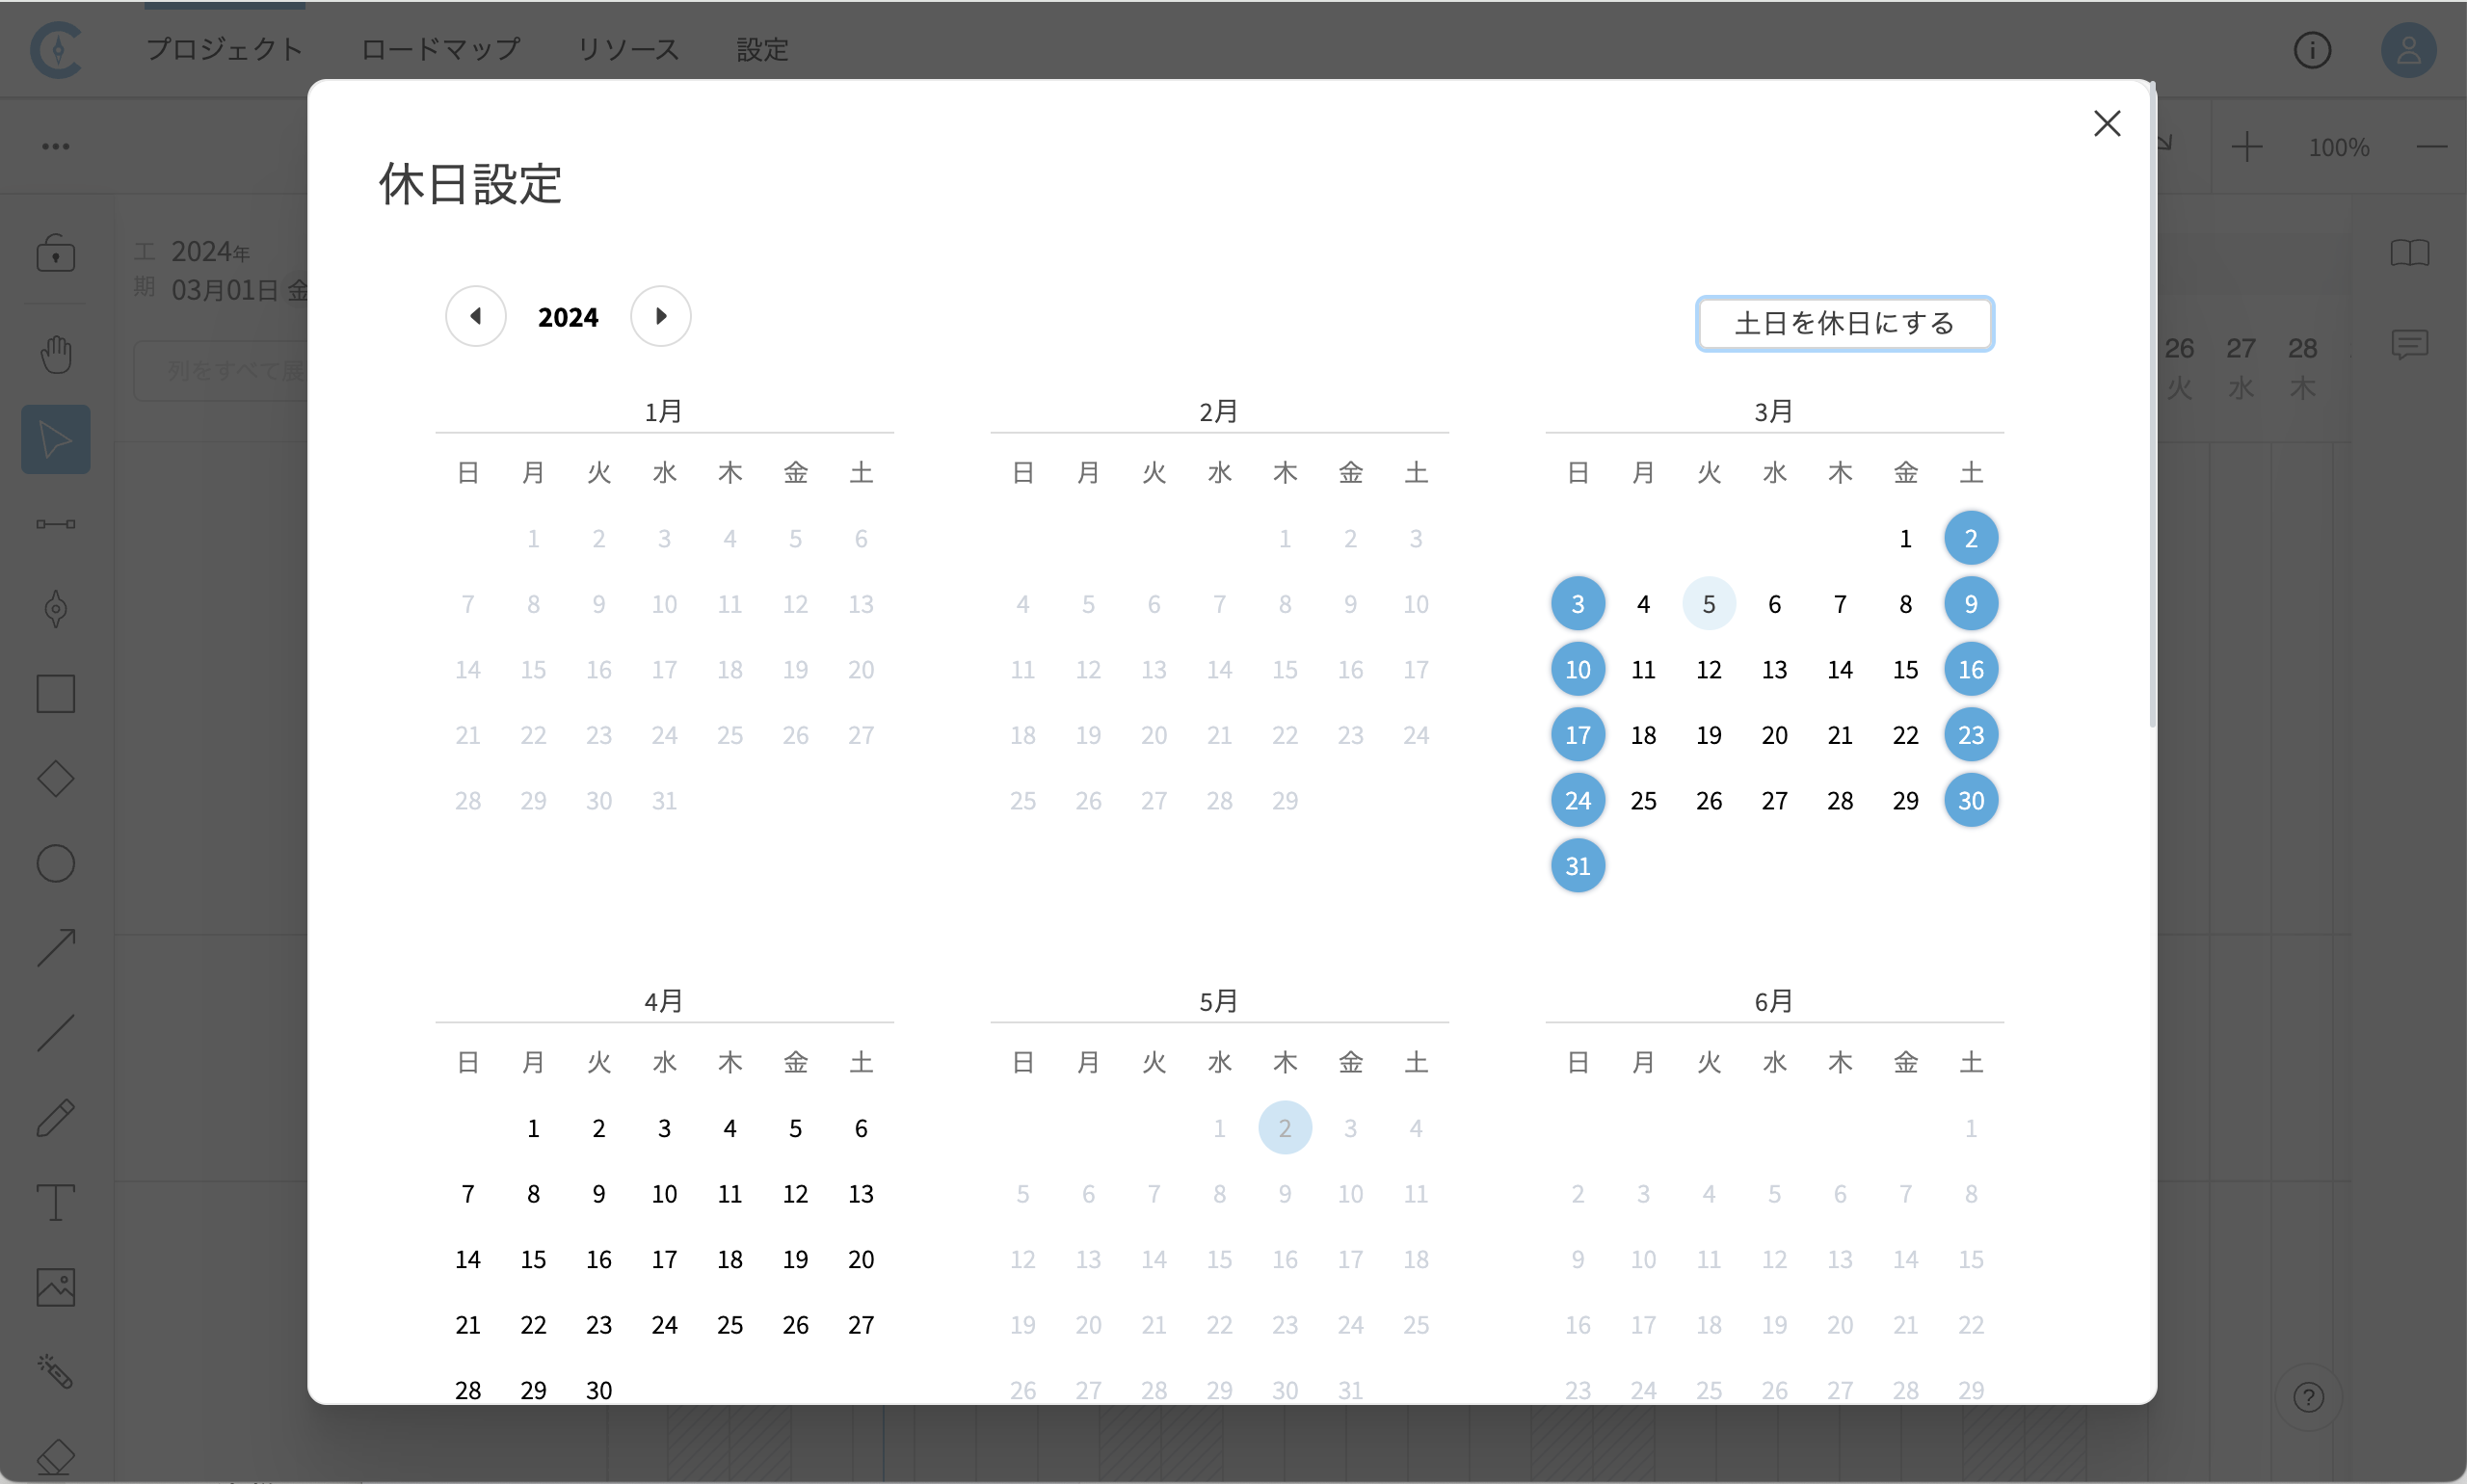 プロジェクト ロードマップ リソース 設定
100%
休日設定
工期 2024年
03月01日 金
列をすべて展
2024
土日を休日にする
26 27 28
火 水 木
1月 2月 3月
日 月 火 水 木 金 土 日 月 火 水 木 金 土 日 月 火 水 木 金 土
1 2 3 4 5 6 1 2 3 1 2
7 8 9 10 11 12 13 4 5 6 7 8 9 10 3 4 5 6 7 8 9
14 15 16 17 18 19 20 11 12 13 14 15 16 17 10 11 12 13 14 15 16
21 22 23 24 25 26 27 18 19 20 21 22 23 24 17 18 19 20 21 22 23
28 29 30 31 25 26 27 28 29 24 25 26 27 28 29 30
31
4月 5月 6月
日 月 火 水 木 金 土 日 月 火 水 木 金 土 日 月 火 水 木 金 土
1 2 3 4 5 6 1 2 3 4 1
7 8 9 10 11 12 13 5 6 7 8 9 10 11 2 3 4 5 6 7 8
14 15 16 17 18 19 20 12 13 14 15 16 17 18 9 10 11 12 13 14 15
21 22 23 24 25 26 27 19 20 21 22 23 24 25 16 17 18 19 20 21 22
28 29 30 26 27 28 29 30 31 23 24 25 26 27 28 29